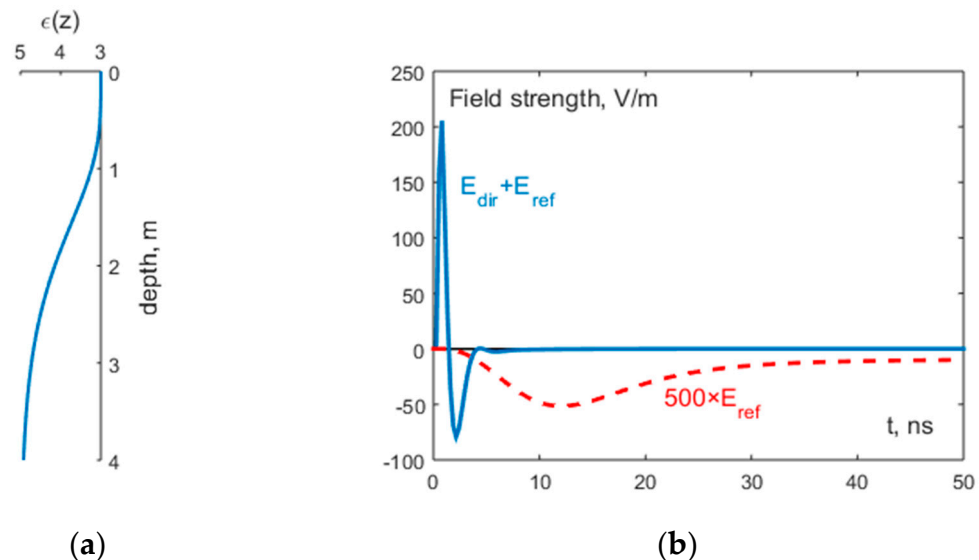 ϵ(z)
5 4 3
0
1
2
3
4
depth, m
(a)
250
200
150
100
50
0
-50
-100
Field strength, V/m
E_dir+E_ref
500×E_ref
t, ns
0 10 20 30 40 50
(b)